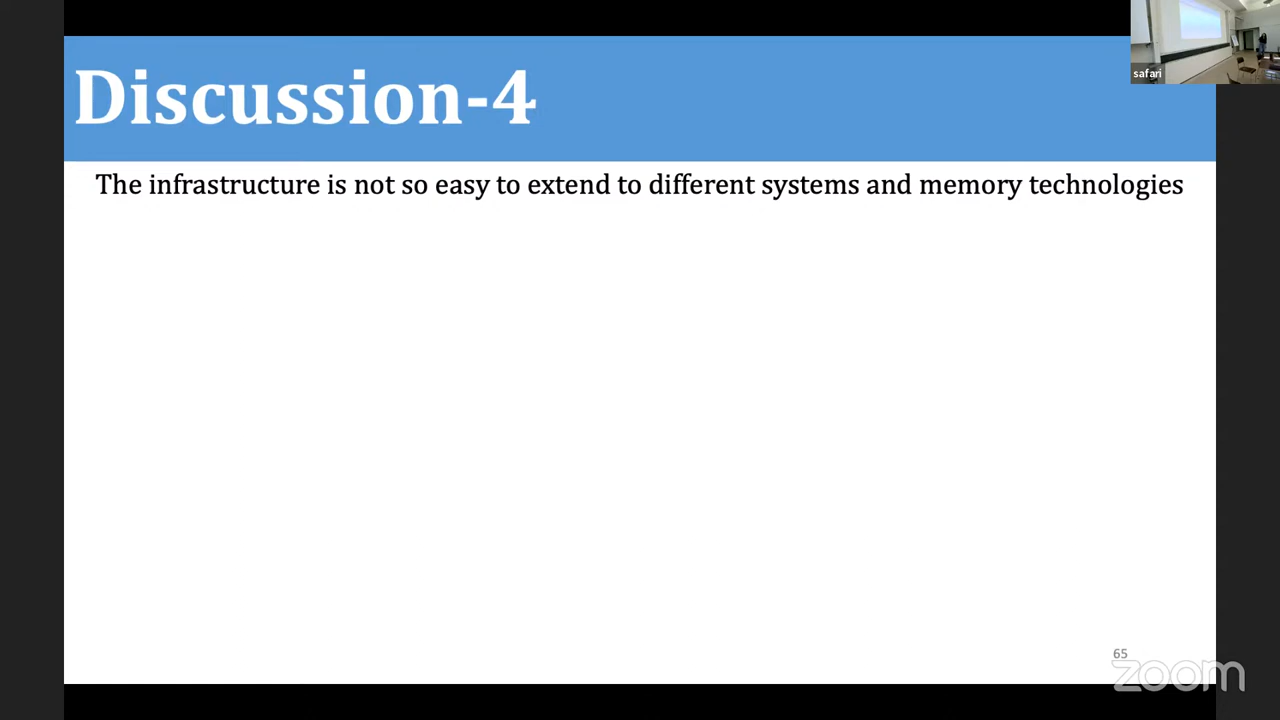 safari
Discussion-4
The infrastructure is not so easy to extend to different systems and memory technologies
65
zoom